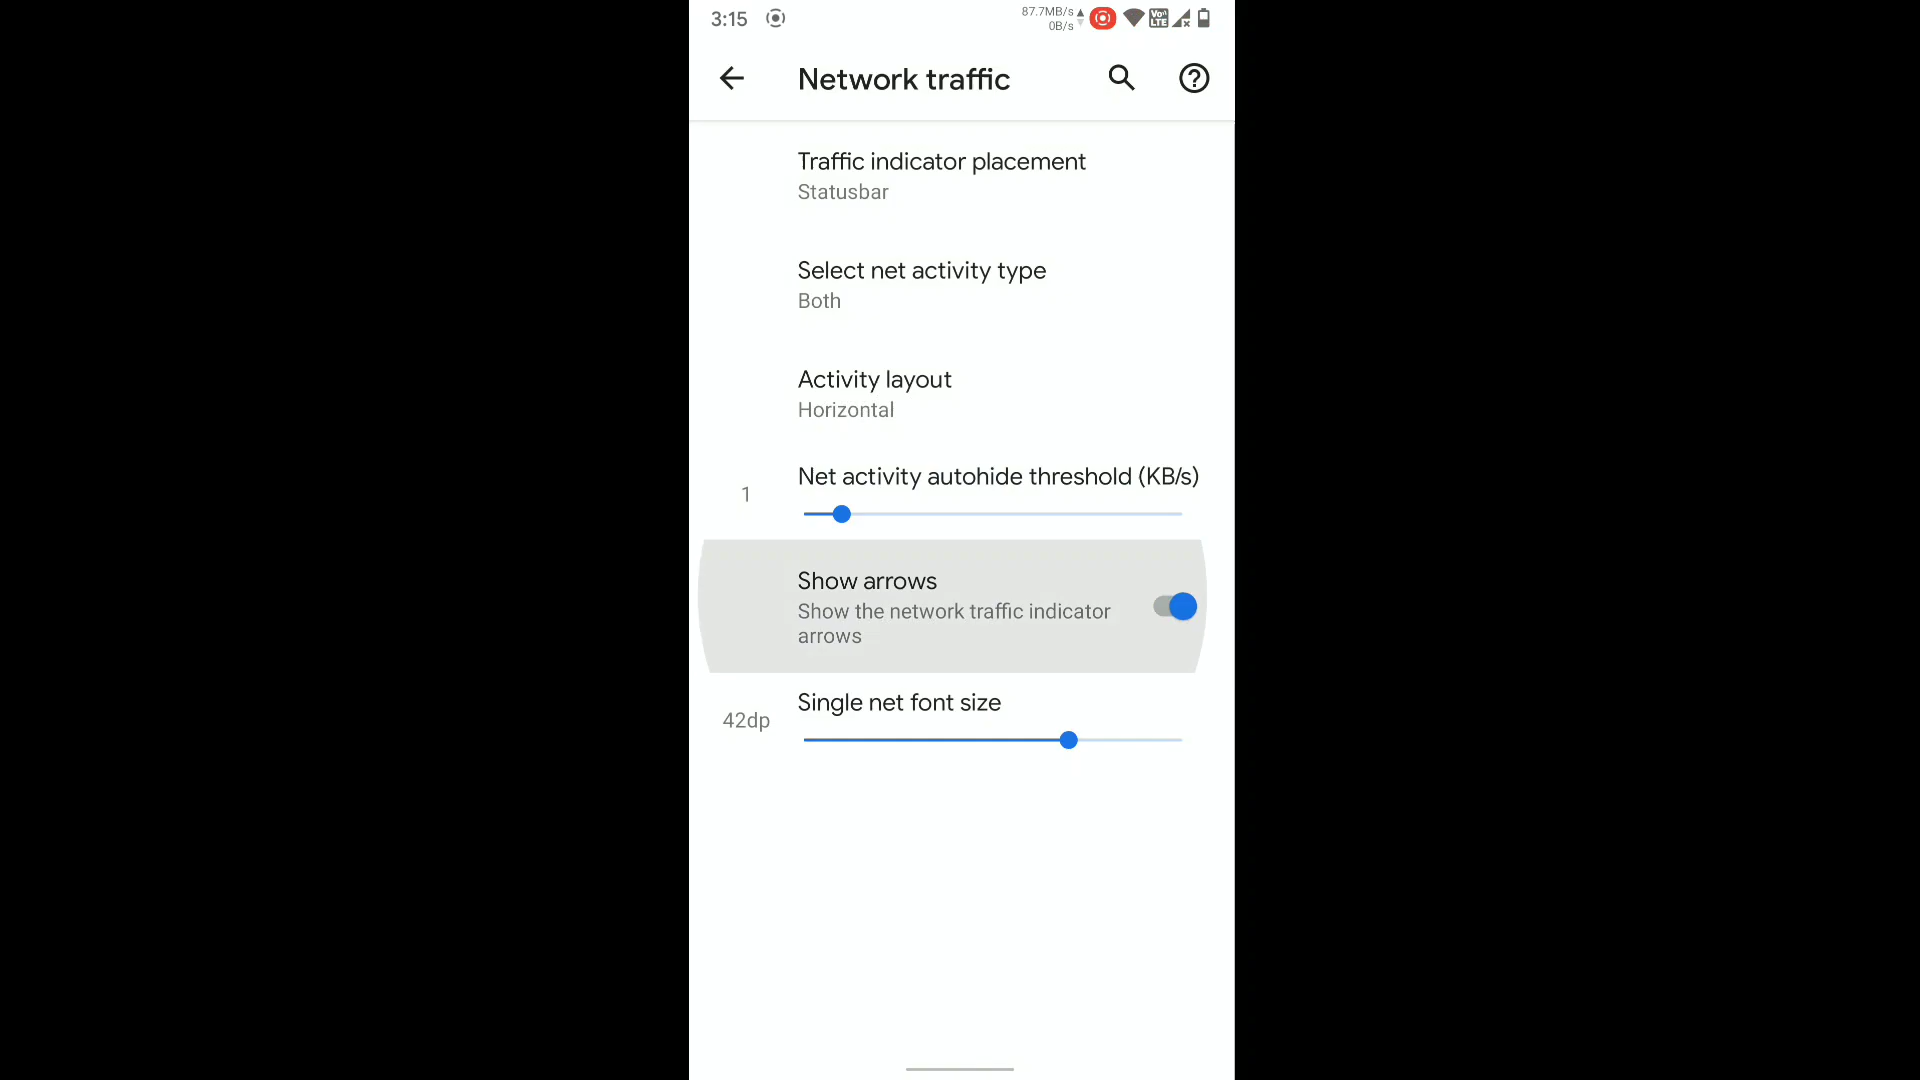 3:15
87.7MB/s
0B/s
Vo))
LTE
Network traffic
Traffic indicator placement
Statusbar
Select net activity type
Both
Activity layout
Horizontal
Net activity autohide threshold (KB/s)
1
Show arrows
Show the network traffic indicator
arrows
Single net font size
42dp